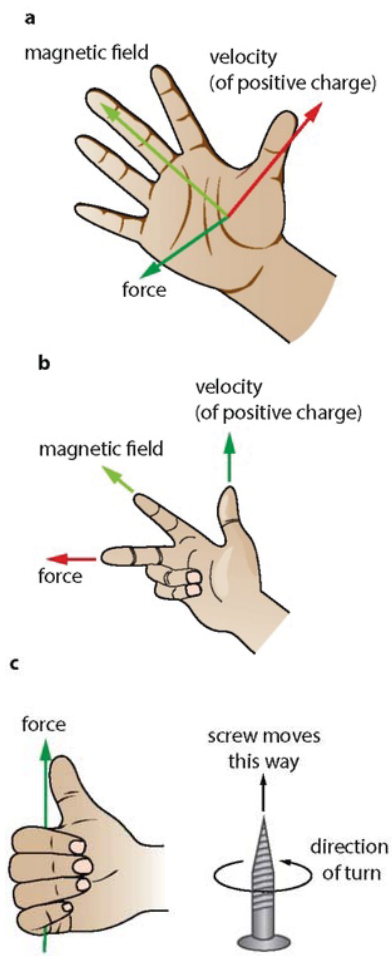 a
magnetic field
velocity
(of positive charge)
force
b
velocity
(of positive charge)
magnetic field
force
c
force
screw moves
this way
direction
of turn